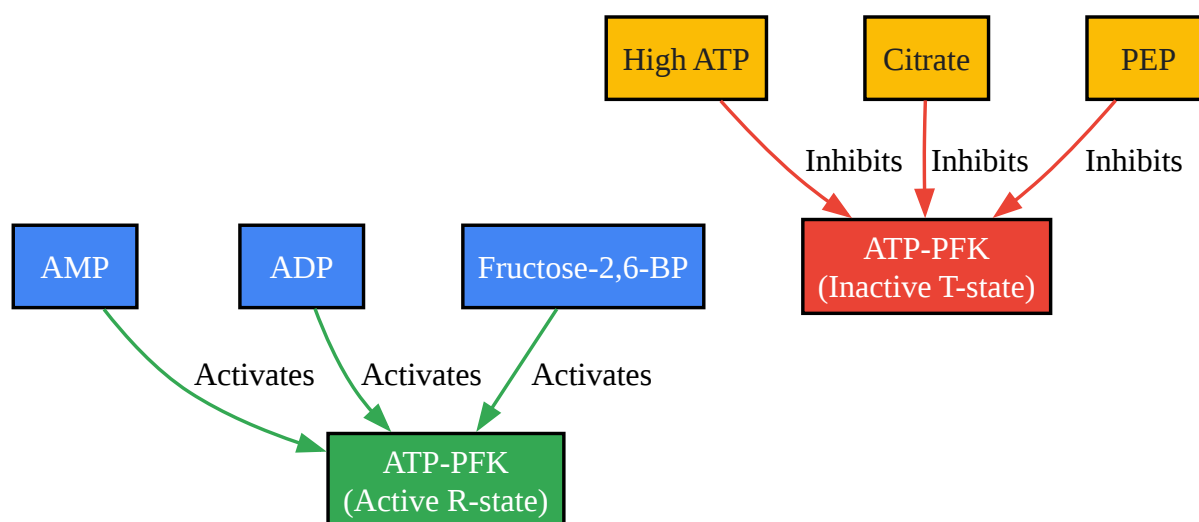 High ATP
Citrate
PEP
Inhibits
Inhibits
Inhibits
ATP-PFK
(Inactive T-state)
AMP
ADP
Fructose-2,6-BP
Activates
Activates
Activates
ATP-PFK
(Active R-state)